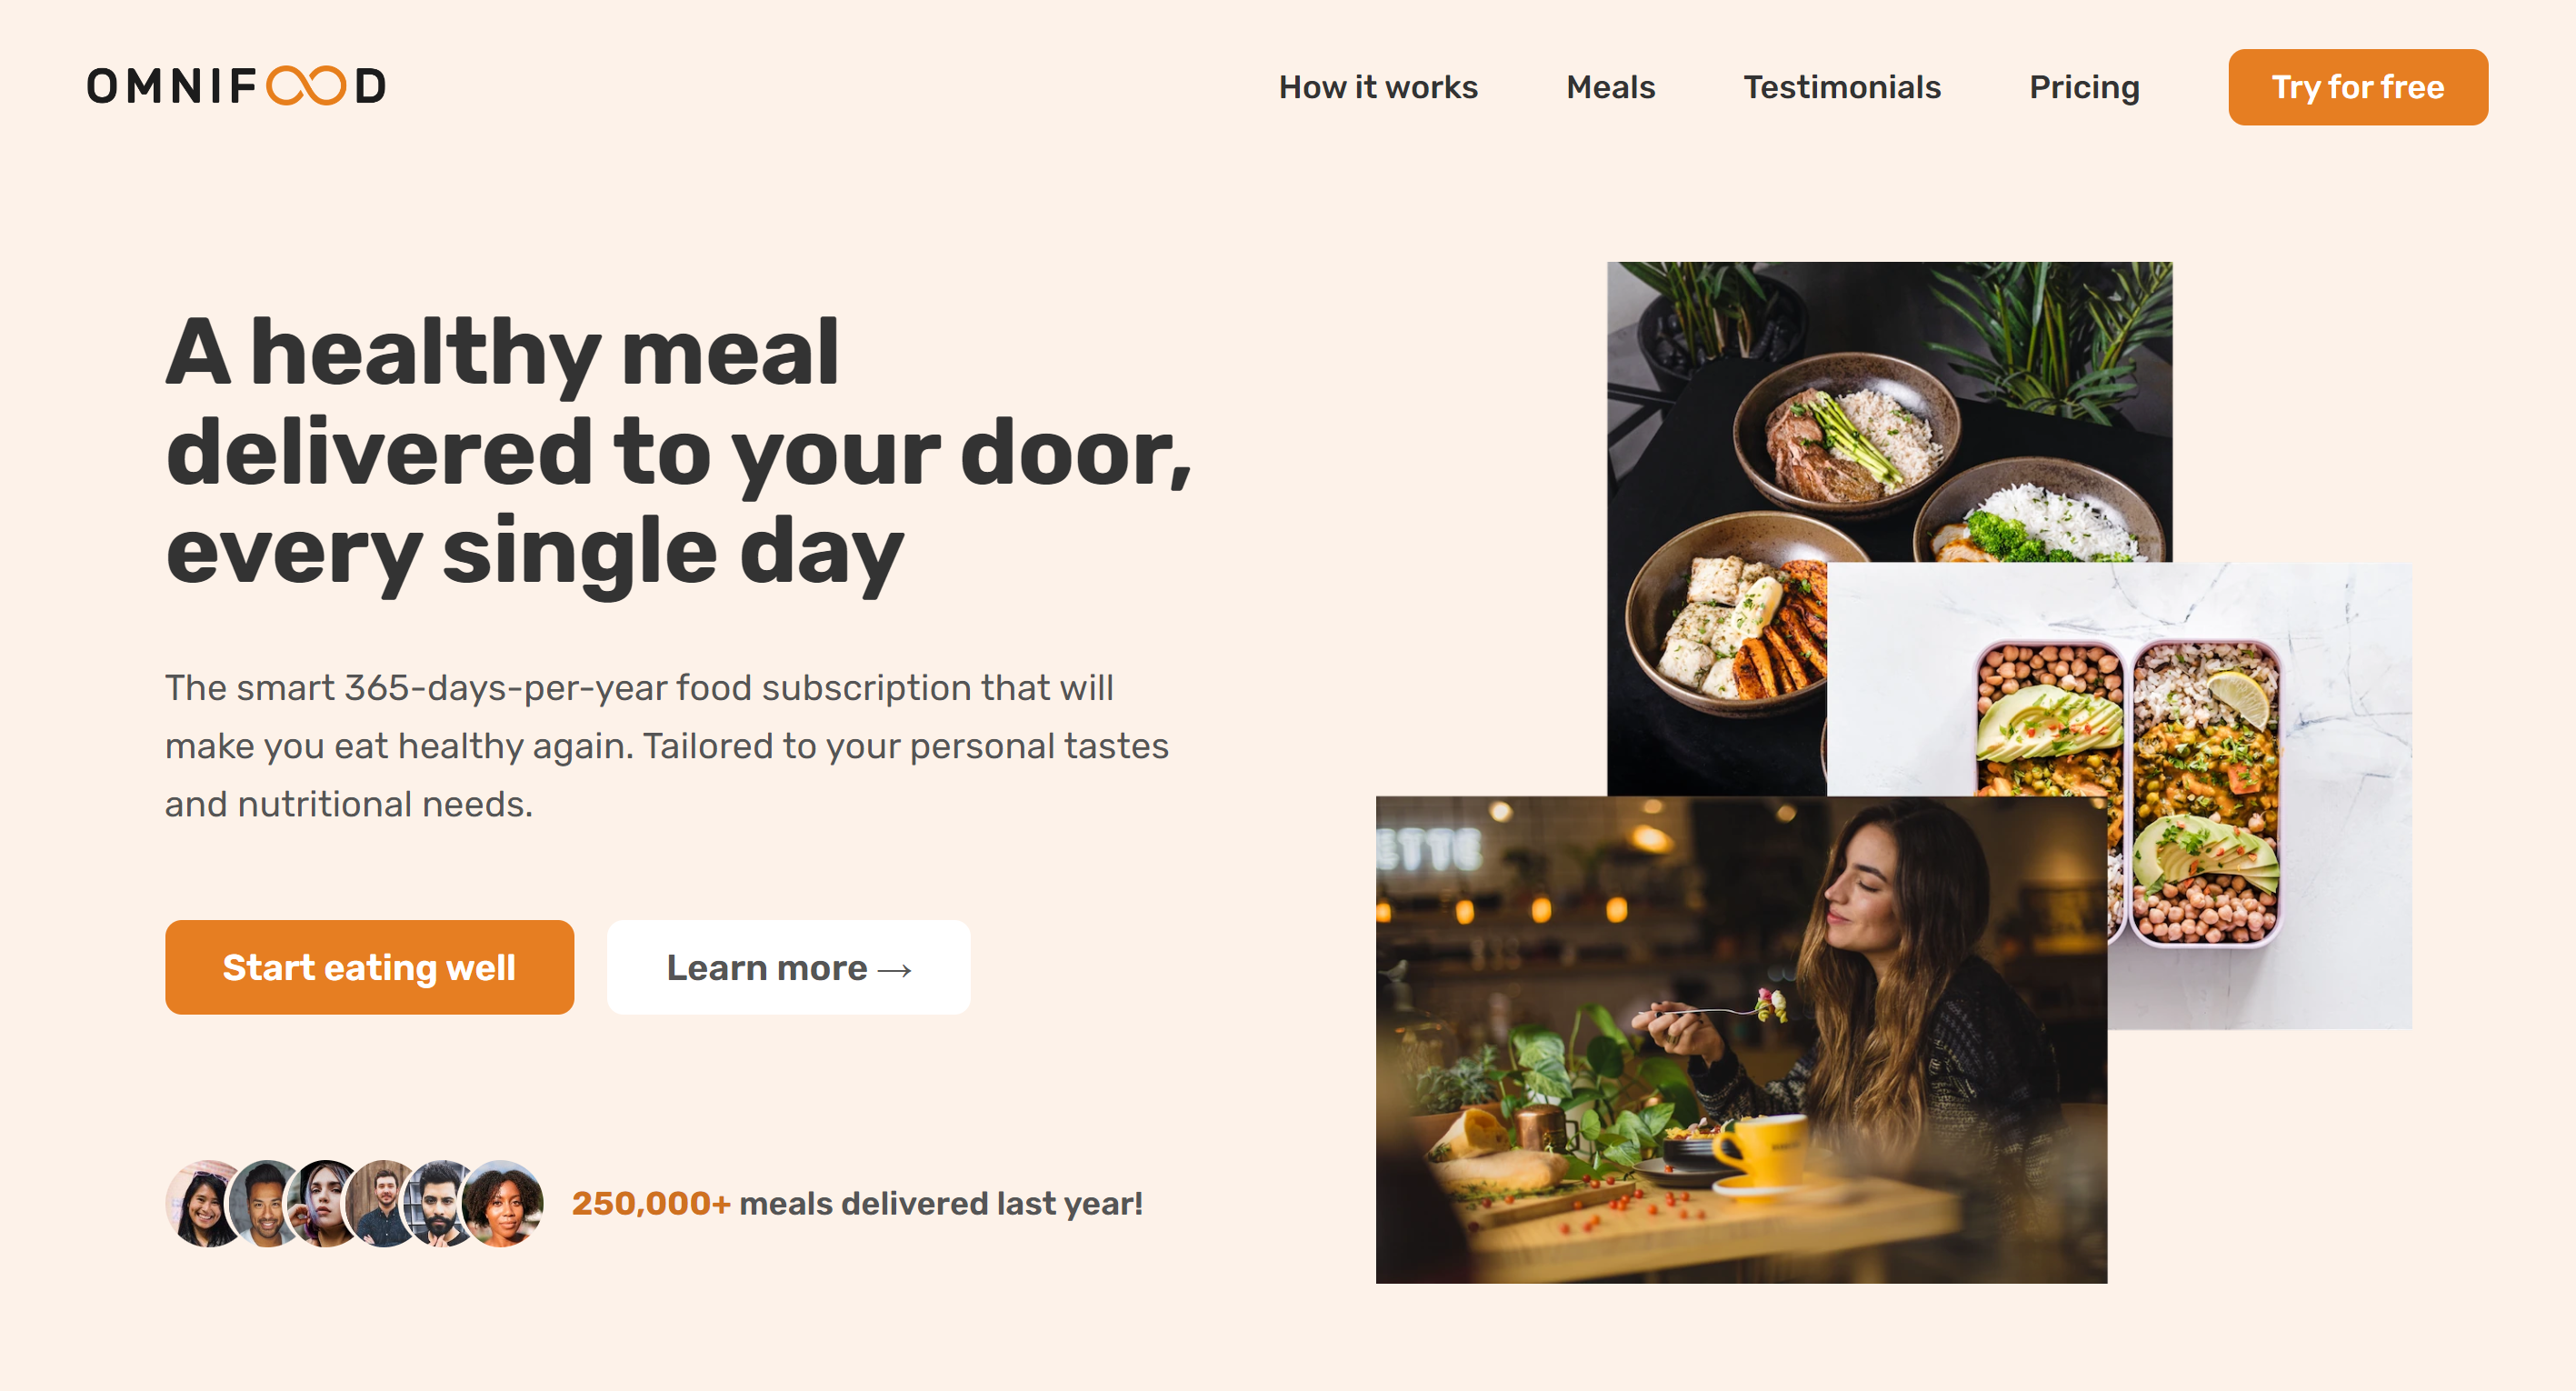 OMNIFOOD
How it works
Meals
Testimonials
Pricing
Try for free
A healthy meal
delivered to your door,
every single day
The smart 365-days-per-year food subscription that will
make you eat healthy again. Tailored to your personal tastes
and nutritional needs.
Start eating well
Learn more →
250,000+ meals delivered last year!
ETTE